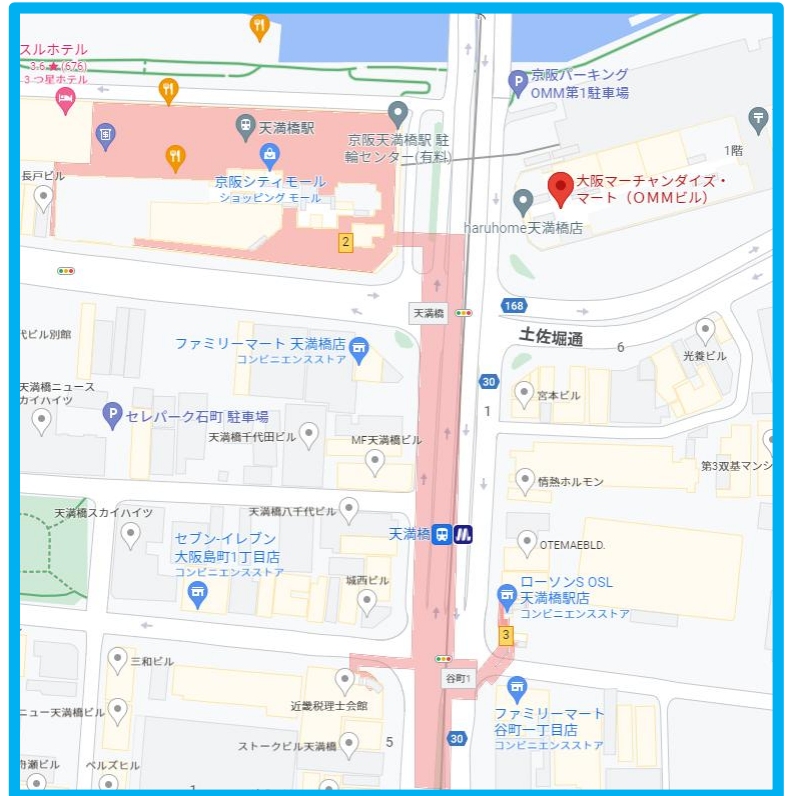 スルホテル
3.6★(676)
3つ星ホテル
天満橋駅
京阪シティモール
ショッピング モール
京阪天満橋駅 駐
輪センター(有料)
京阪パーキング
OMM第1駐車場
1階
大阪マーチャンダイズ・
マート（OMMビル）
haruhome天満橋店
長戸ビル
2
天満橋
168
土佐堀通
6
光養ビル
代ビル別館
ファミリーマート 天満橋店
コンビニエンスストア
30
1
宮本ビル
天満橋ニュース
カイハイツ
セレパーク石町 駐車場
天満橋千代田ビル
MF天満橋ビル
第3双基マンシ
情熱ホルモン
天満橋スカイハイツ
天満橋八千代ビル
天満橋
セブン-イレブン
大阪島町1丁目店
コンビニエンスストア
OTEMAEBLD.
城西ビル
ローソンS OSL
天満橋駅店
コンビニエンスストア
3
三和ビル
谷町1
近畿税理士会館
ファミリーマート
谷町一丁目店
コンビニエンスストア
ニュー天満橋ビル
ストークビル天満橋
5
30
舟瀬ビル
ベルズヒル
1